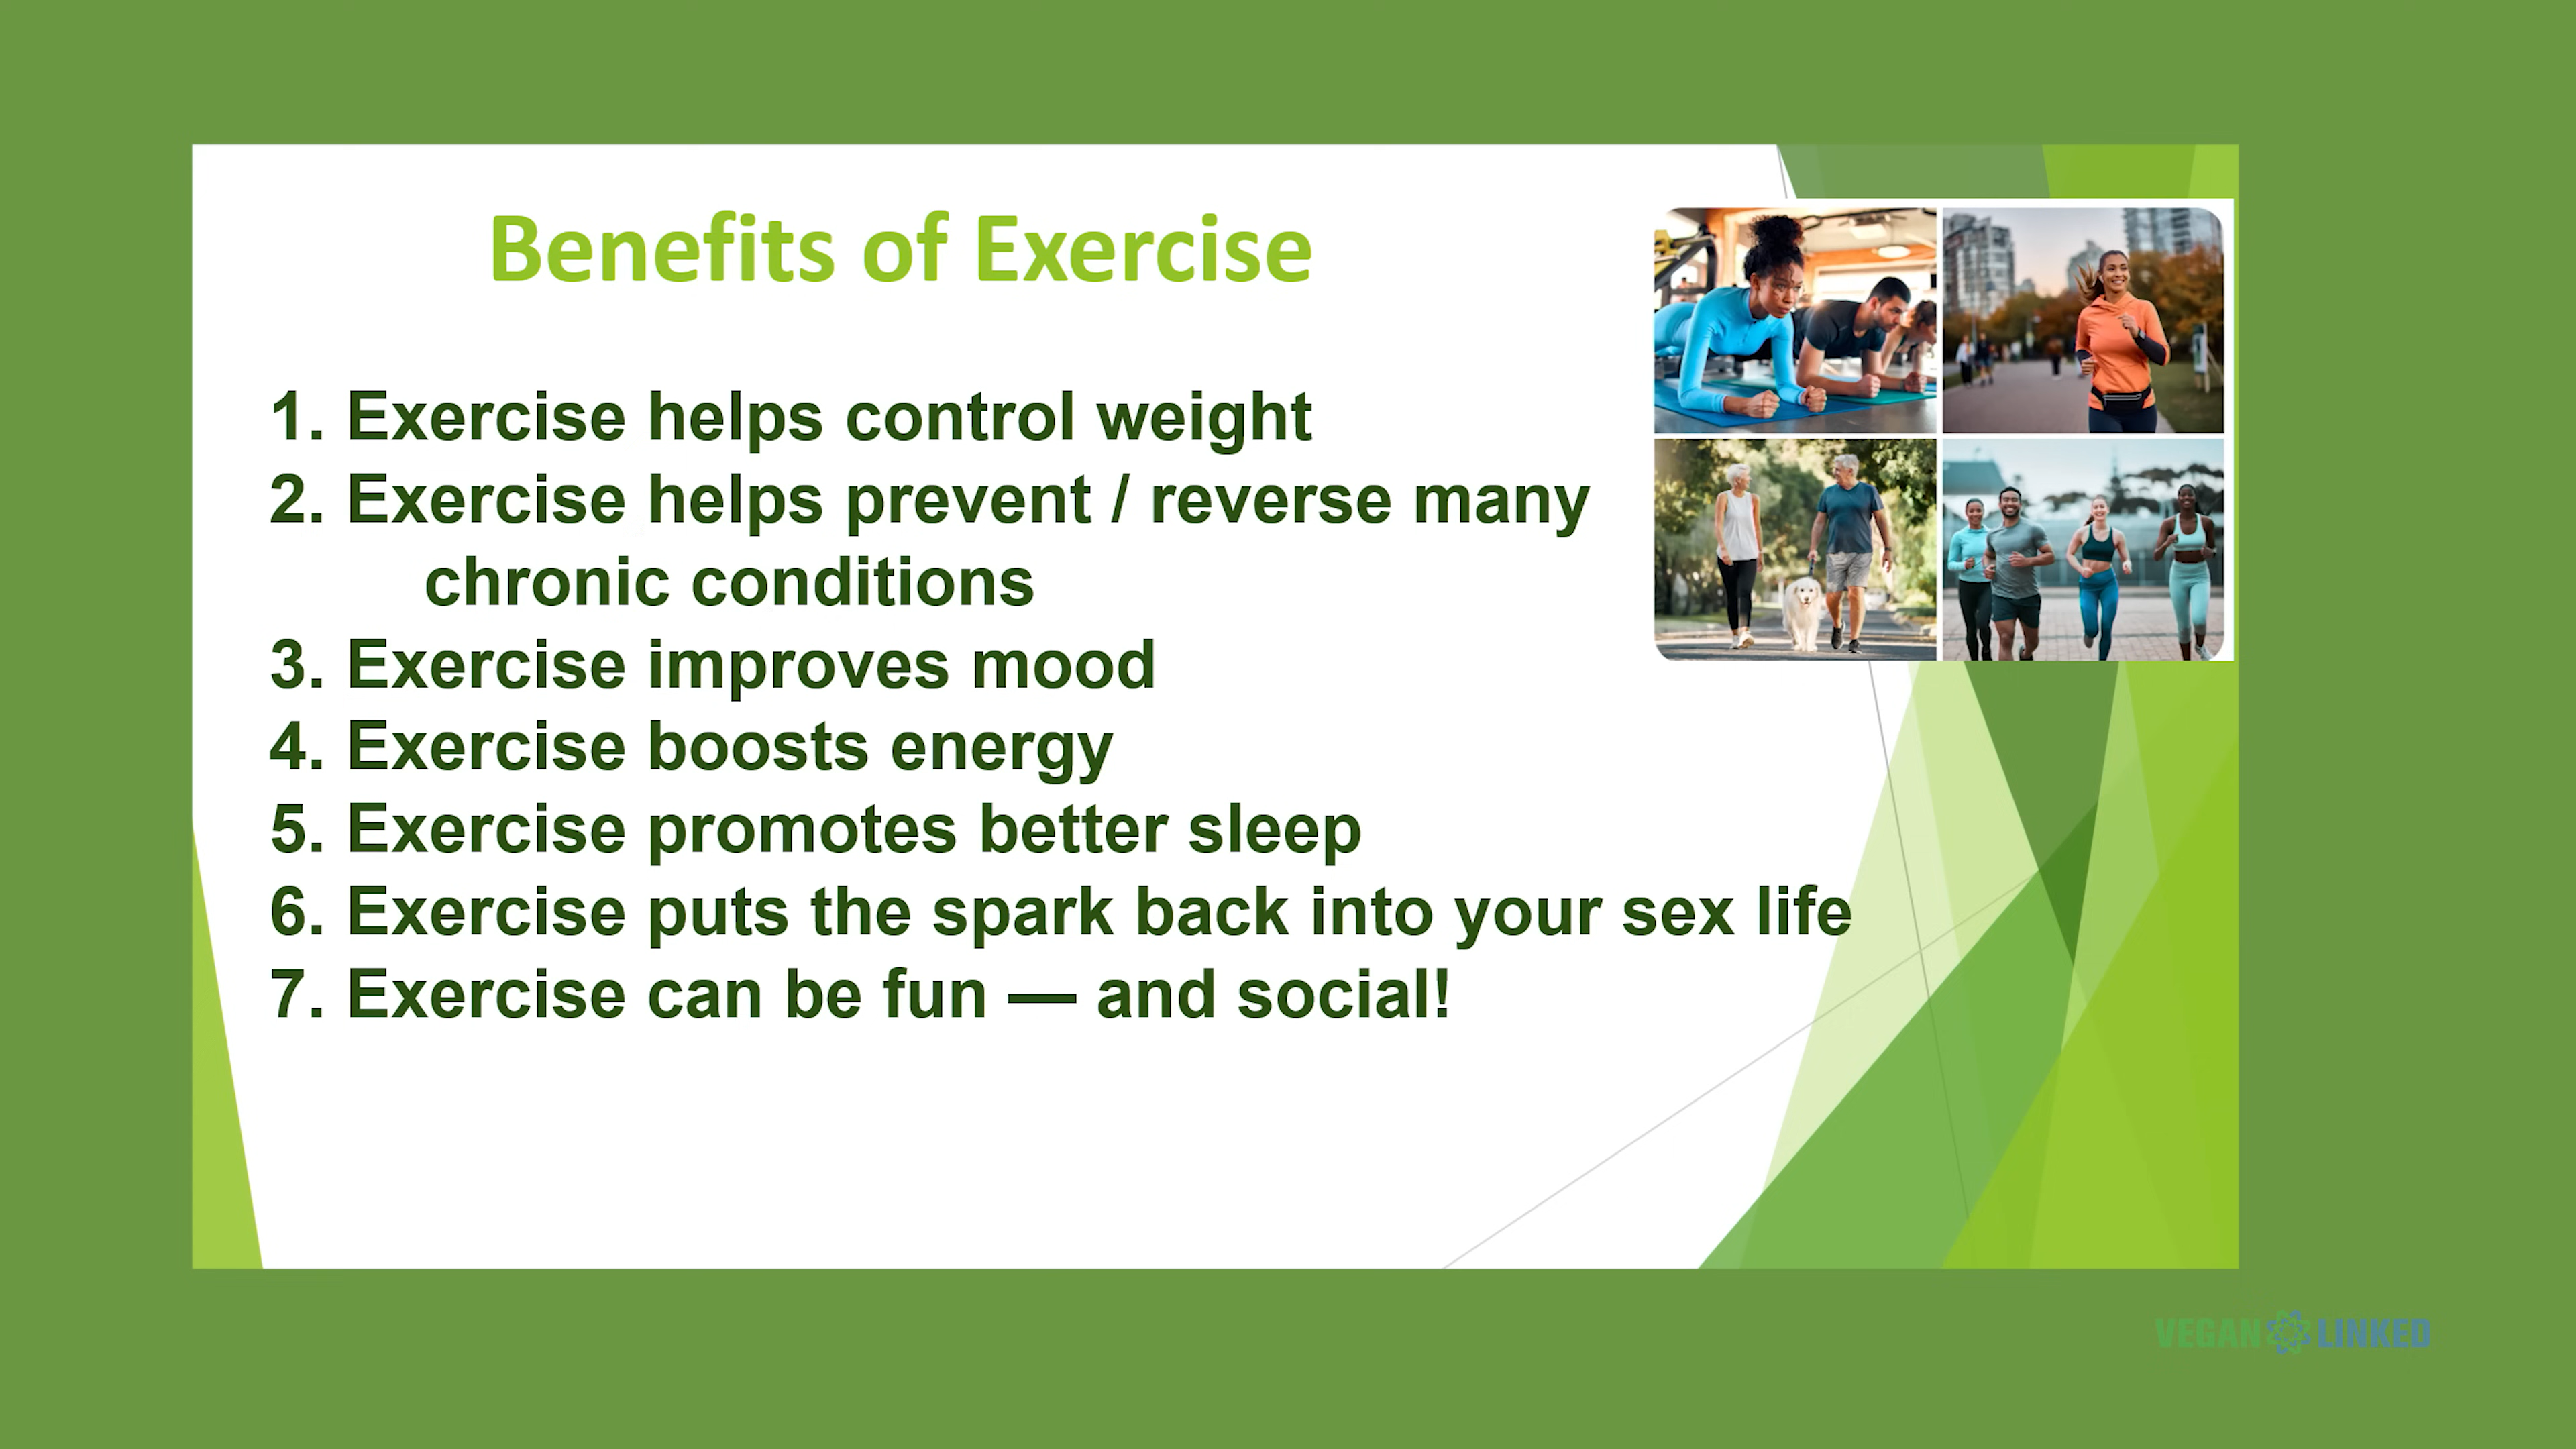 Benefits of Exercise
1. Exercise helps control weight
2. Exercise helps prevent / reverse many
chronic conditions
3. Exercise improves mood
4. Exercise boosts energy
5. Exercise promotes better sleep
6. Exercise puts the spark back into your sex life
7. Exercise can be fun — and social!
VEGAN LINKED